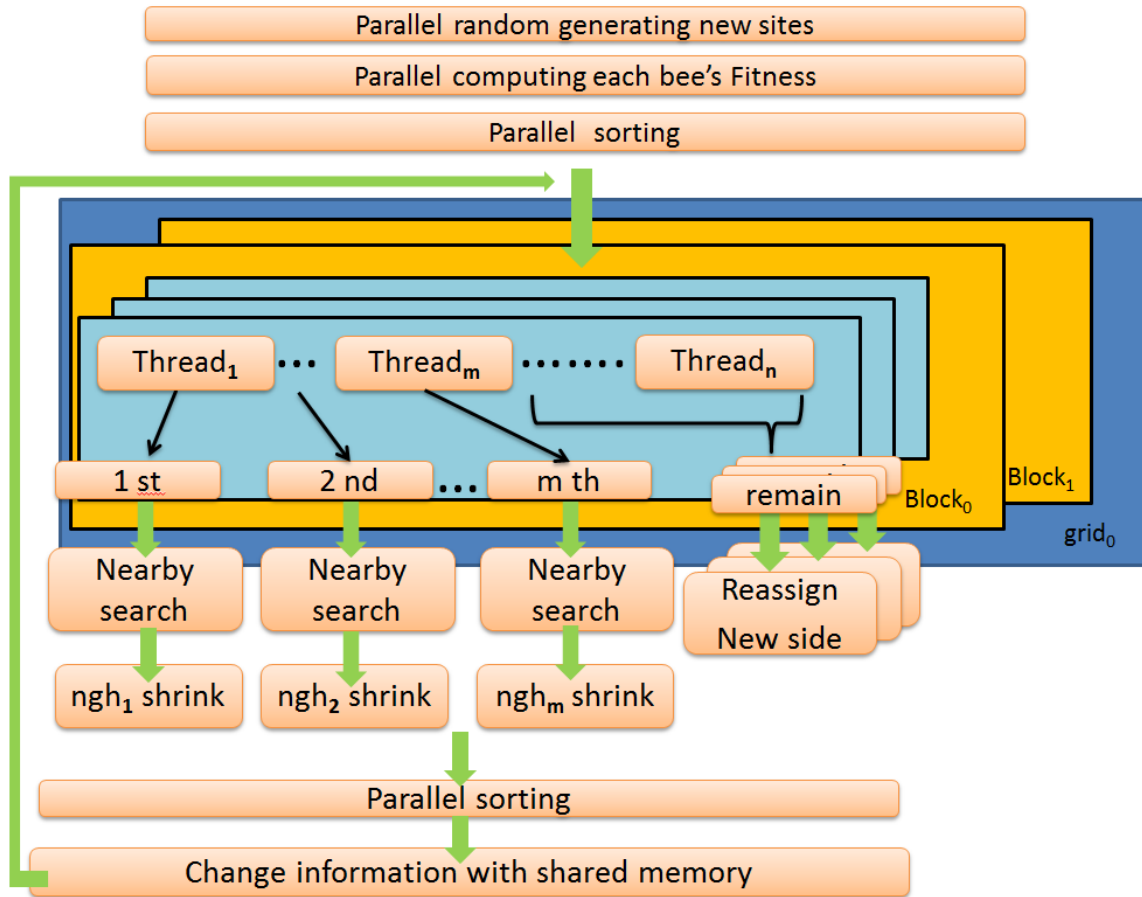 Parallel random generating new sites
Parallel computing each bee's Fitness
Parallel sorting
Thread₁ ... Threadₘ ....... Threadₙ
1 st 2 nd ... m th remain
Block₀
Block₁
grid₀
Nearby search
Nearby search
Nearby search
Reassign
New side
ngh₁ shrink ngh₂ shrink nghₘ shrink
Parallel sorting
Change information with shared memory